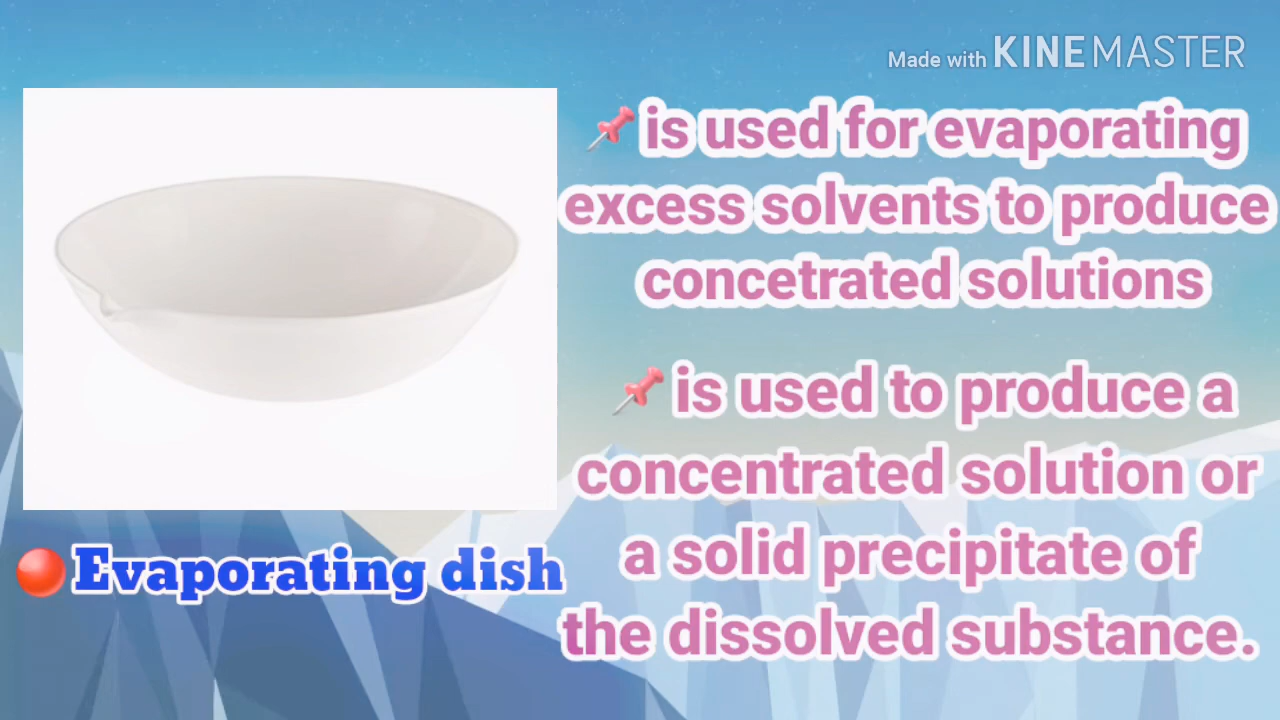 Made with KINEMASTER
📌is used for evaporating
excess solvents to produce
concetrated solutions
📌is used to produce a
concentrated solution or
a solid precipitate of
the dissolved substance.
🔴Evaporating dish